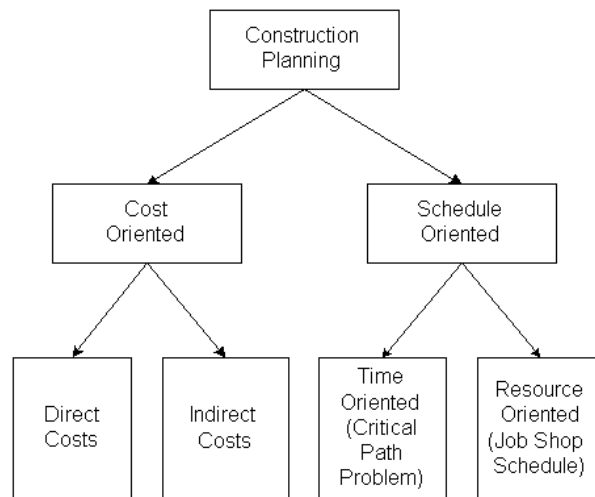 Construction
Planning
Cost
Oriented
Schedule
Oriented
Direct
Costs
Indirect
Costs
Time
Oriented
(Critical
Path
Problem)
Resource
Oriented
(Job Shop
Schedule)